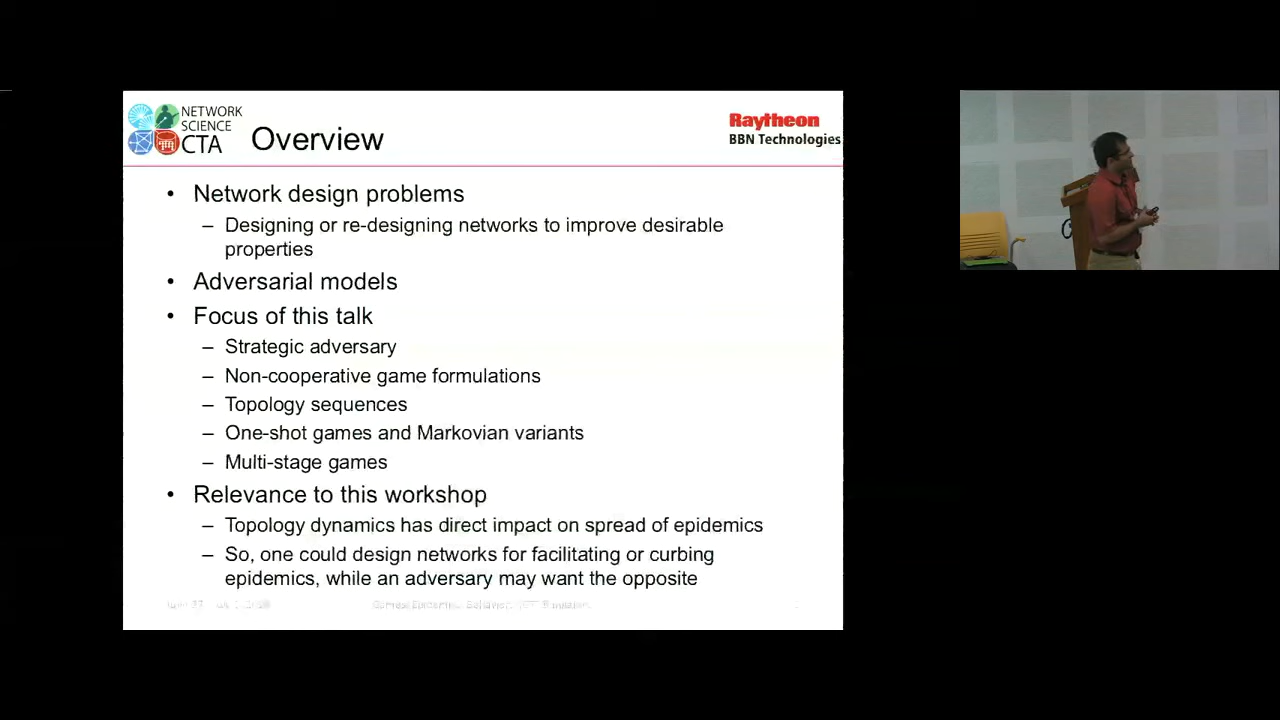 NETWORK
SCIENCE
CTA
Overview
Raytheon
BBN Technologies
• Network design problems
– Designing or re-designing networks to improve desirable
properties
• Adversarial models
• Focus of this talk
– Strategic adversary
– Non-cooperative game formulations
– Topology sequences
– One-shot games and Markovian variants
– Multi-stage games
• Relevance to this workshop
– Topology dynamics has direct impact on spread of epidemics
– So, one could design networks for facilitating or curbing
epidemics, while an adversary may want the opposite